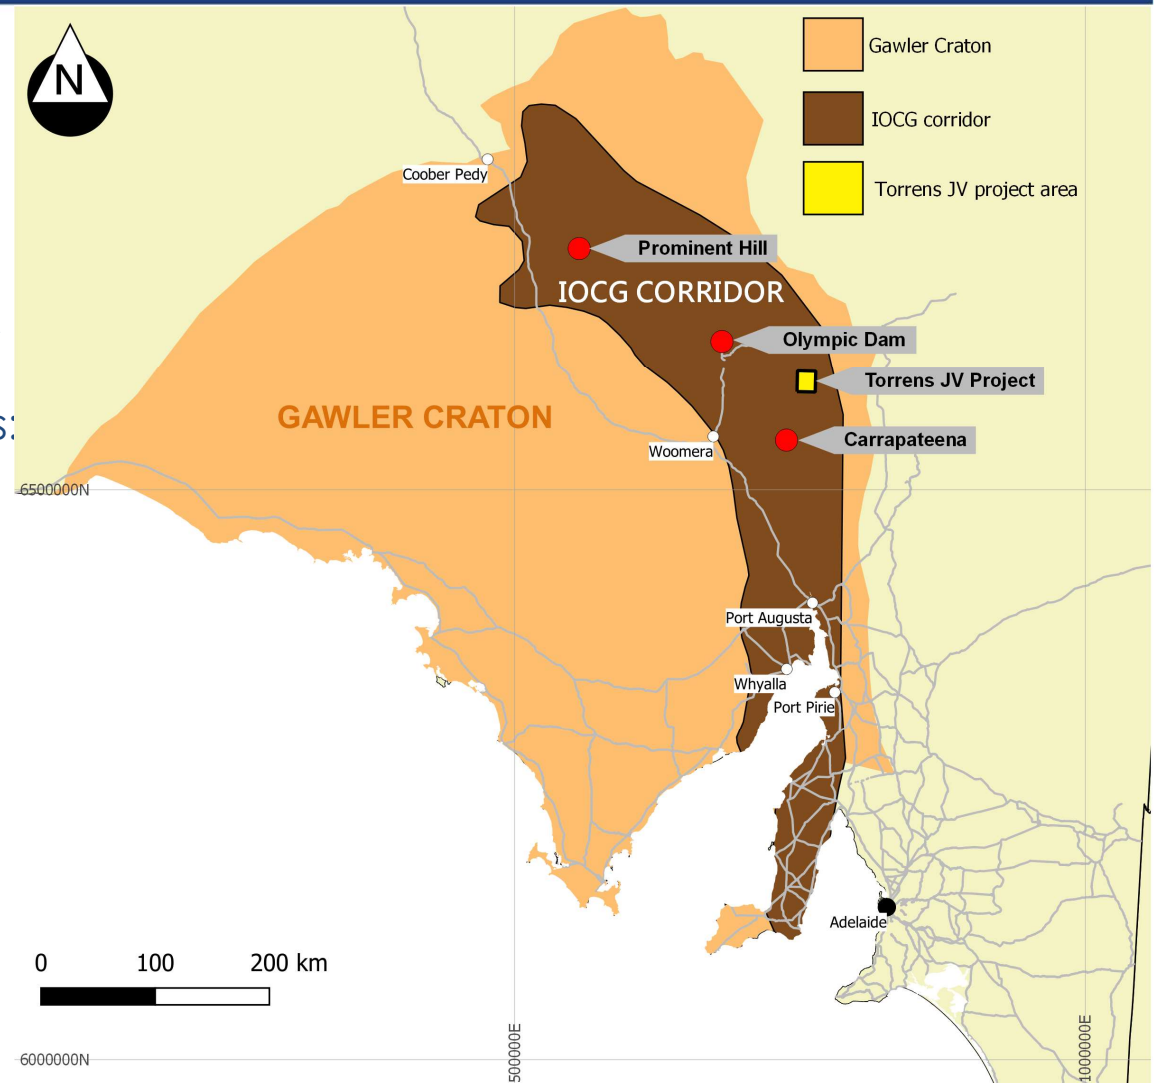 N
Gawler Craton
IOCG corridor
Torrens JV project area
Coober Pedy
Prominent Hill
IOCG CORRIDOR
Olympic Dam
Torrens JV Project
GAWLER CRATON
s:
Carrapateena
Woomera
6500000N
Port Augusta
Whyalla
Port Pirie
Adelaide
0 100 200 km
6000000N
500000E
1000000E